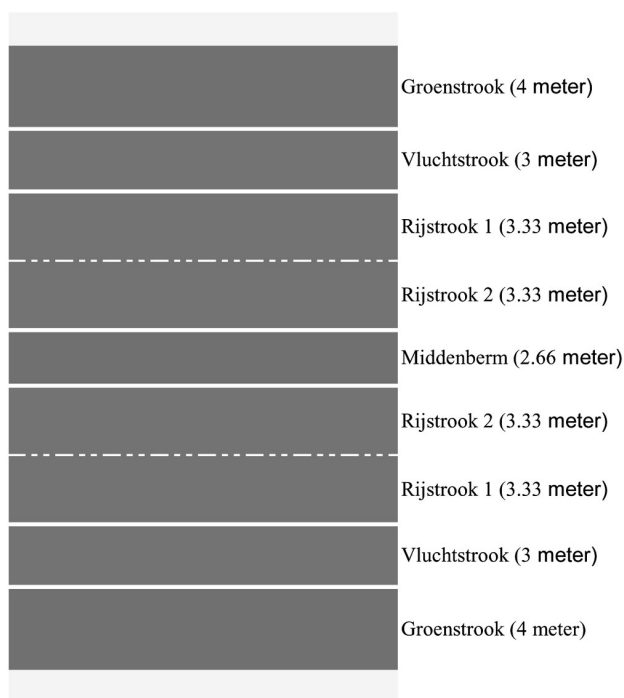 Groenstrook (4 meter)
Vluchtstrook (3 meter)
Rijstrook 1 (3.33 meter)
Rijstrook 2 (3.33 meter)
Middenberm (2.66 meter)
Rijstrook 2 (3.33 meter)
Rijstrook 1 (3.33 meter)
Vluchtstrook (3 meter)
Groenstrook (4 meter)